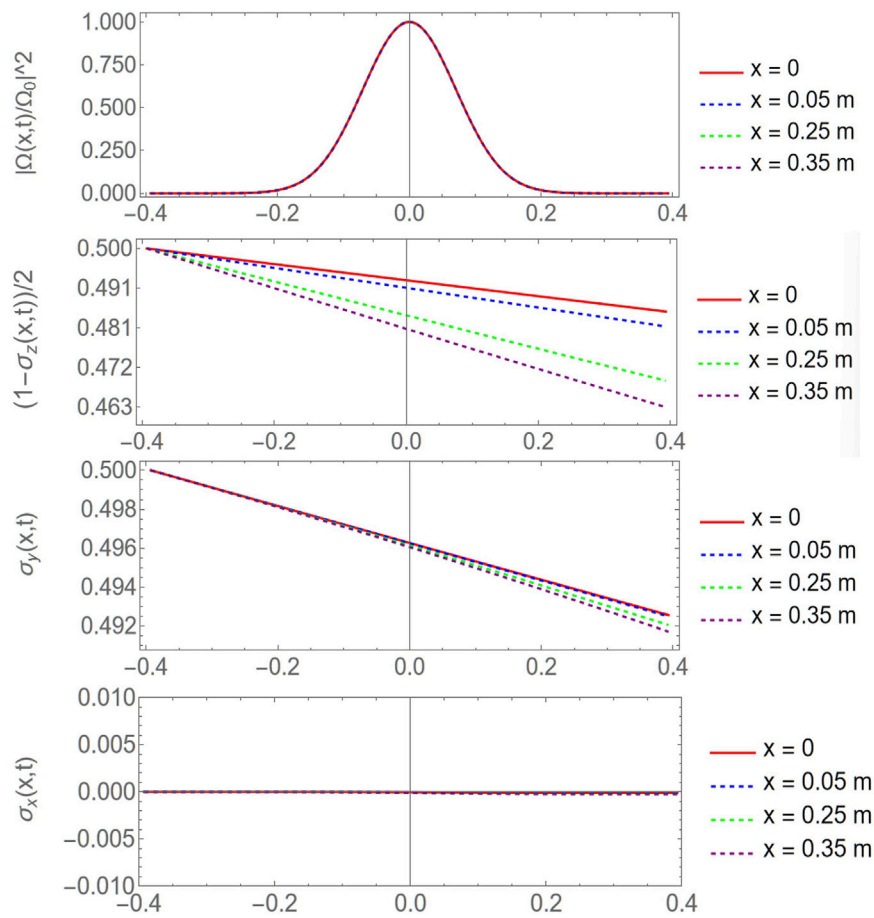 |Ω(x,t)/Ω₀|^2
1.000
0.750
0.500
0.250
0.000
−0.4 −0.2 0.0 0.2 0.4
x = 0
x = 0.05 m
x = 0.25 m
x = 0.35 m
(1−σz(x,t))/2
0.500
0.491
0.481
0.472
0.463
−0.4 −0.2 0.0 0.2 0.4
x = 0
x = 0.05 m
x = 0.25 m
x = 0.35 m
σy(x,t)
0.500
0.498
0.496
0.494
0.492
−0.4 −0.2 0.0 0.2 0.4
x = 0
x = 0.05 m
x = 0.25 m
x = 0.35 m
σx(x,t)
0.010
0.005
0.000
−0.005
−0.010
−0.4 −0.2 0.0 0.2 0.4
x = 0
x = 0.05 m
x = 0.25 m
x = 0.35 m